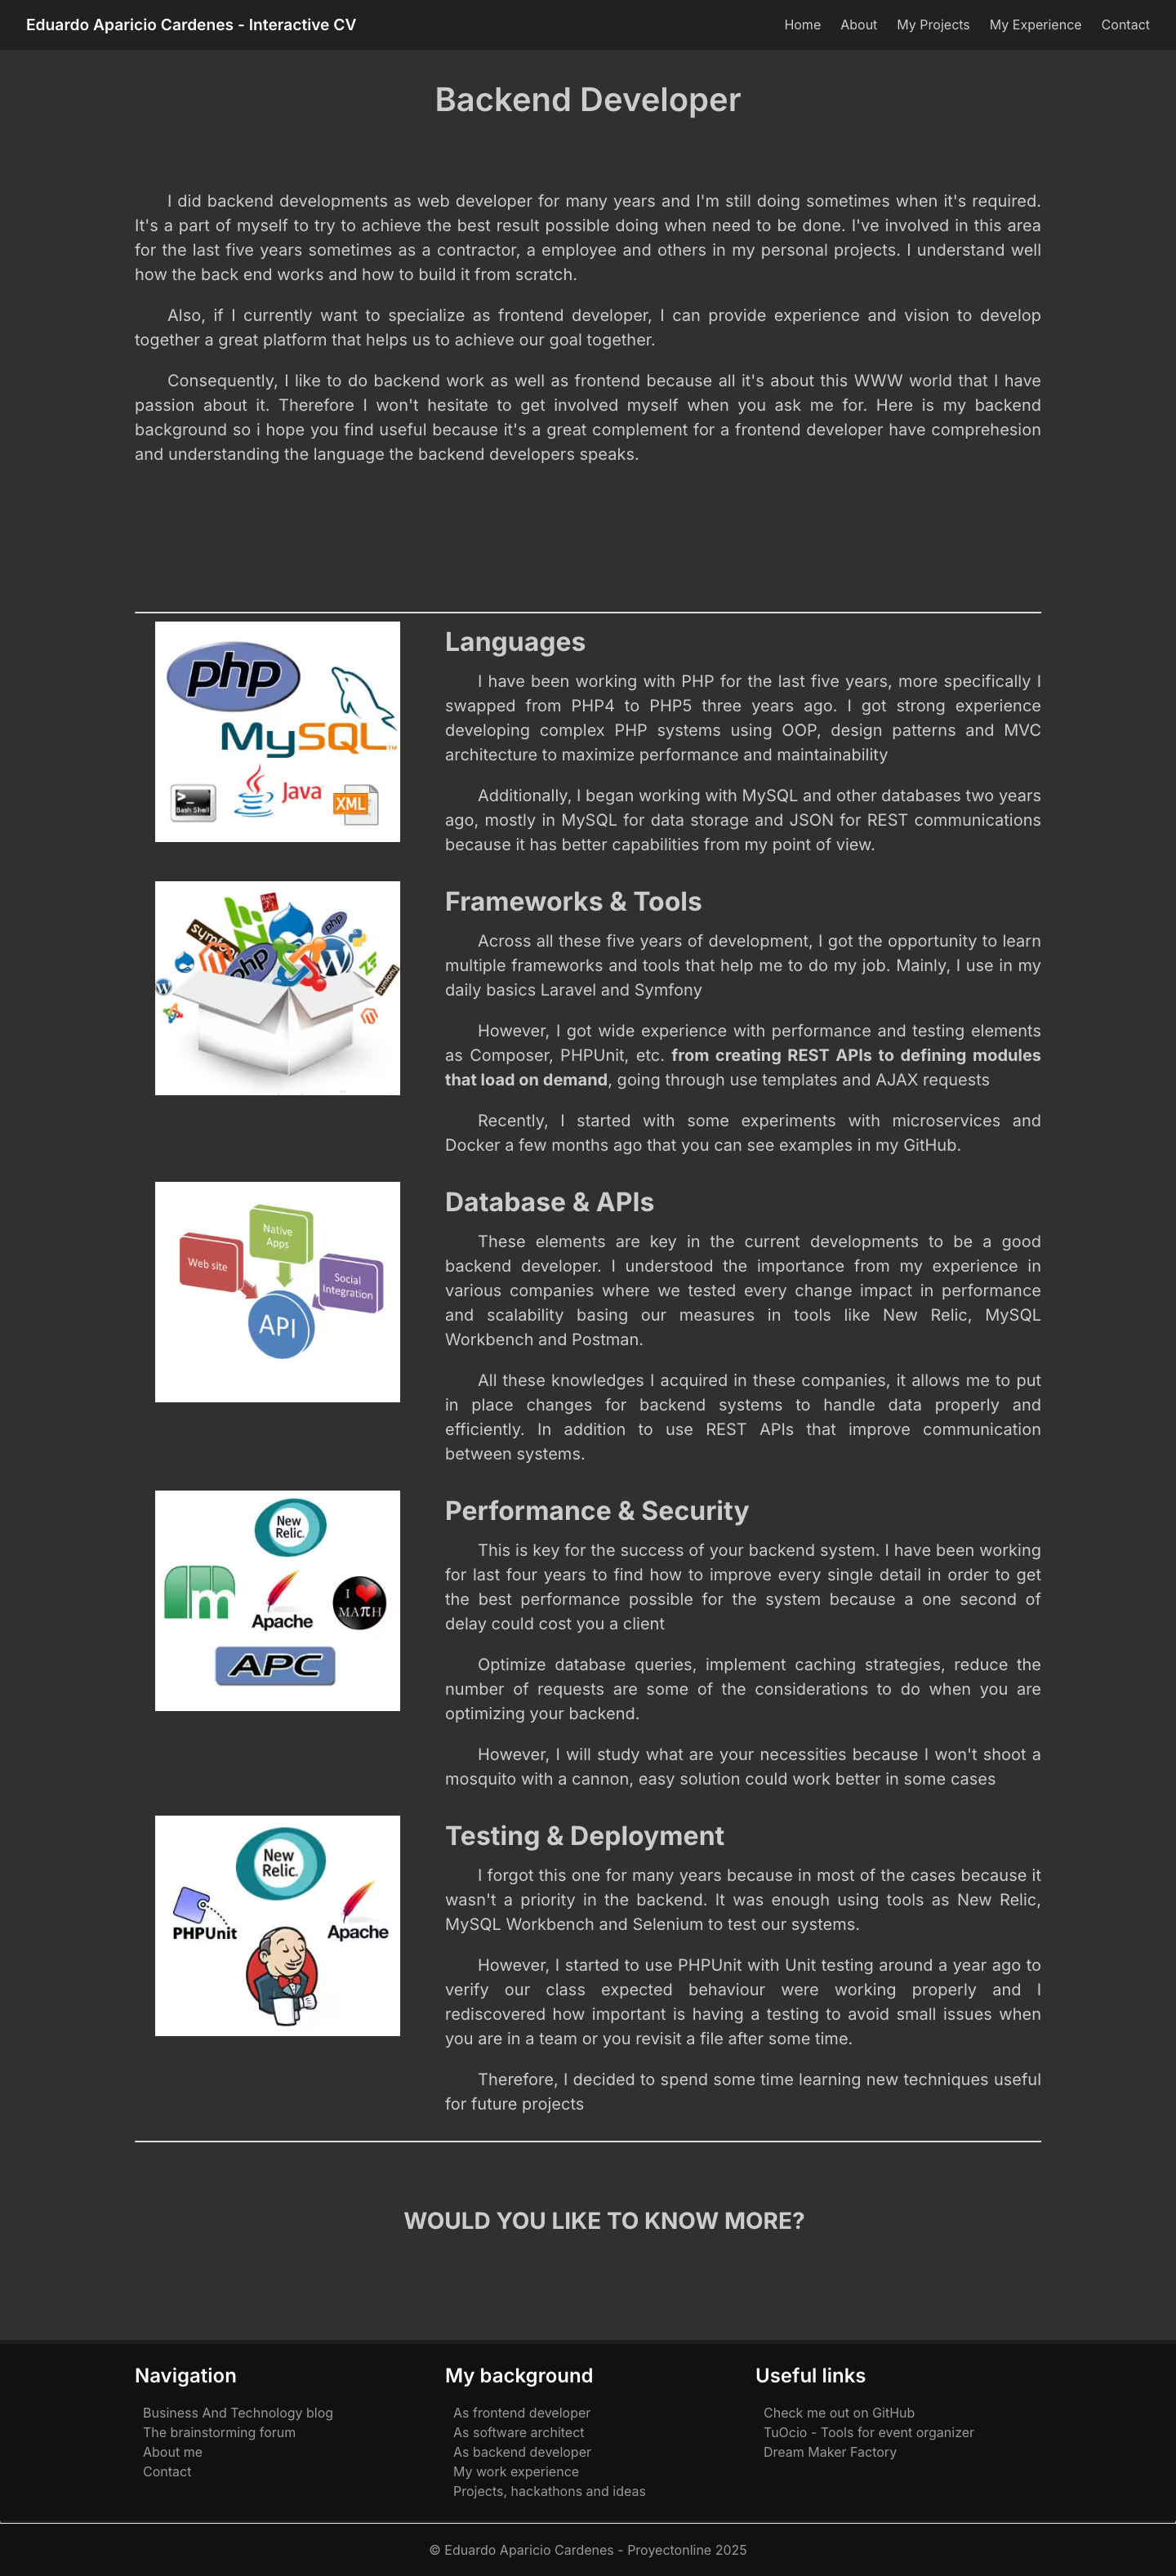 Eduardo Aparicio Cardenes - Interactive CV
Home About My Projects My Experience Contact
Backend Developer
I did backend developments as web developer for many years and I'm still doing sometimes when it's required.
It's a part of myself to try to achieve the best result possible doing when need to be done. I've involved in this area
for the last five years sometimes as a contractor, a employee and others in my personal projects. I understand well
how the back end works and how to build it from scratch.
Also, if I currently want to specialize as frontend developer, I can provide experience and vision to develop
together a great platform that helps us to achieve our goal together.
Consequently, I like to do backend work as well as frontend because all it's about this WWW world that I have
passion about it. Therefore I won't hesitate to get involved myself when you ask me for. Here is my backend
background so i hope you find useful because it's a great complement for a frontend developer have comprehesion
and understanding the language the backend developers speaks.
php
MySQL™
>_
Bash Shell
Java
XML
Languages
I have been working with PHP for the last five years, more specifically I
swapped from PHP4 to PHP5 three years ago. I got strong experience
developing complex PHP systems using OOP, design patterns and MVC
architecture to maximize performance and maintainability
Additionally, I began working with MySQL and other databases two years
ago, mostly in MySQL for data storage and JSON for REST communications
because it has better capabilities from my point of view.
php
php
Frameworks & Tools
Across all these five years of development, I got the opportunity to learn
multiple frameworks and tools that help me to do my job. Mainly, I use in my
daily basics Laravel and Symfony
However, I got wide experience with performance and testing elements
as Composer, PHPUnit, etc. from creating REST APIs to defining modules
that load on demand, going through use templates and AJAX requests
Recently, I started with some experiments with microservices and
Docker a few months ago that you can see examples in my GitHub.
Native
Apps
Web site
Social
Integration
API
Database & APIs
These elements are key in the current developments to be a good
backend developer. I understood the importance from my experience in
various companies where we tested every change impact in performance
and scalability basing our measures in tools like New Relic, MySQL
Workbench and Postman.
All these knowledges I acquired in these companies, it allows me to put
in place changes for backend systems to handle data properly and
efficiently. In addition to use REST APIs that improve communication
between systems.
New
Relic.
m
Apache
I ❤
MAπH
APC
Performance & Security
This is key for the success of your backend system. I have been working
for last four years to find how to improve every single detail in order to get
the best performance possible for the system because a one second of
delay could cost you a client
Optimize database queries, implement caching strategies, reduce the
number of requests are some of the considerations to do when you are
optimizing your backend.
However, I will study what are your necessities because I won't shoot a
mosquito with a cannon, easy solution could work better in some cases
New
Relic.
PHPUnit
Apache
Testing & Deployment
I forgot this one for many years because in most of the cases because it
wasn't a priority in the backend. It was enough using tools as New Relic,
MySQL Workbench and Selenium to test our systems.
However, I started to use PHPUnit with Unit testing around a year ago to
verify our class expected behaviour were working properly and I
rediscovered how important is having a testing to avoid small issues when
you are in a team or you revisit a file after some time.
Therefore, I decided to spend some time learning new techniques useful
for future projects
WOULD YOU LIKE TO KNOW MORE?
Navigation
Business And Technology blog
The brainstorming forum
About me
Contact
My background
As frontend developer
As software architect
As backend developer
My work experience
Projects, hackathons and ideas
Useful links
Check me out on GitHub
TuOcio - Tools for event organizer
Dream Maker Factory
© Eduardo Aparicio Cardenes - Proyectonline 2025